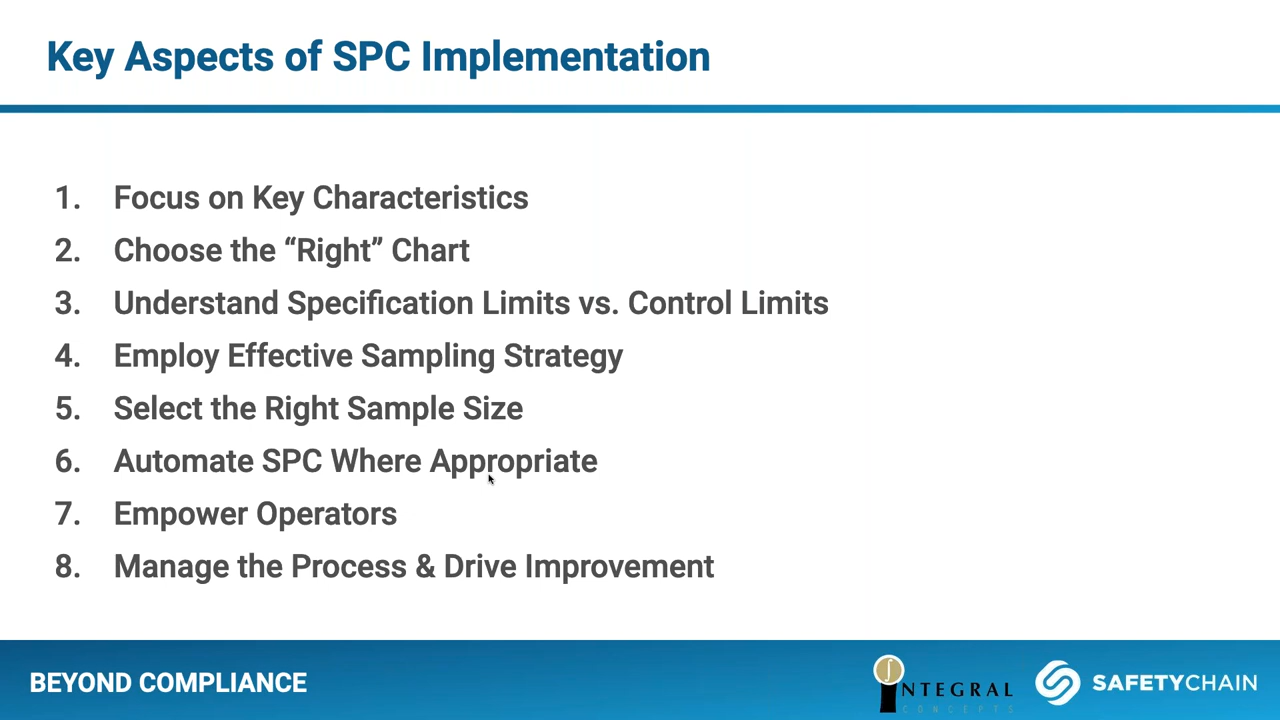 Key Aspects of SPC Implementation
1. Focus on Key Characteristics
2. Choose the “Right” Chart
3. Understand Specification Limits vs. Control Limits
4. Employ Effective Sampling Strategy
5. Select the Right Sample Size
6. Automate SPC Where Appropriate
7. Empower Operators
8. Manage the Process & Drive Improvement
BEYOND COMPLIANCE
INTEGRAL
CONCEPTS
SAFETYCHAIN